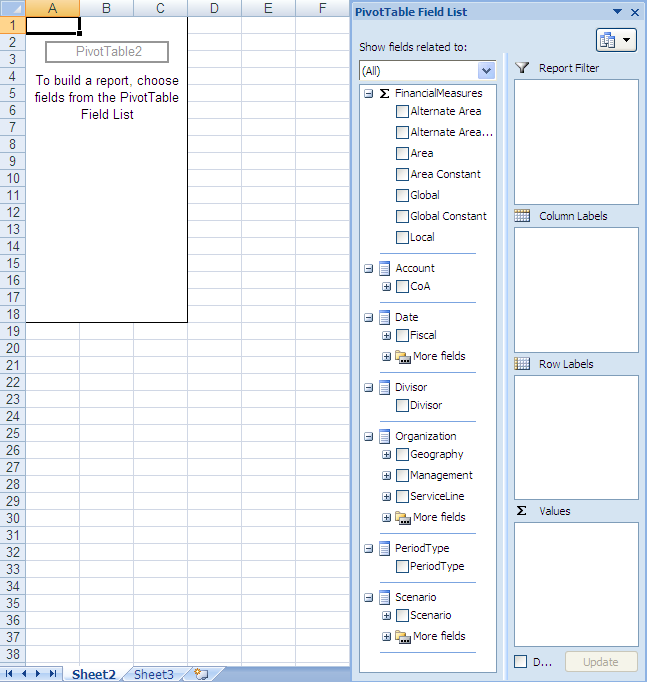 A B C D E F
1
2
3
4
5
6
7
8
9
10
11
12
13
14
15
16
17
18
19
20
21
22
23
24
25
26
27
28
29
30
31
32
33
34
35
36
37
38
PivotTable2
To build a report, choose
fields from the PivotTable
Field List
Sheet2 Sheet3
PivotTable Field List
Show fields related to:
(All)
Σ FinancialMeasures
Alternate Area
Alternate Area...
Area
Area Constant
Global
Global Constant
Local
Account
CoA
Date
Fiscal
More fields
Divisor
Divisor
Organization
Geography
Management
ServiceLine
More fields
PeriodType
PeriodType
Scenario
Scenario
More fields
Report Filter
Column Labels
Row Labels
Σ Values
D... Update